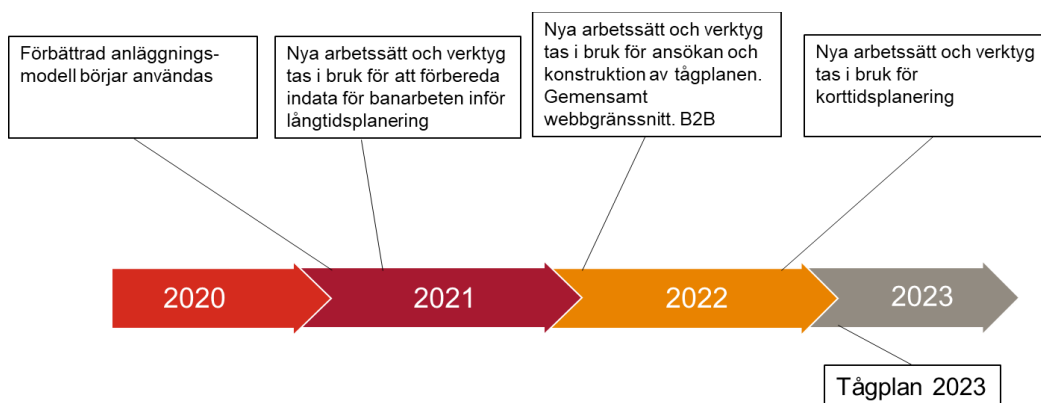 Förbättrad anläggnings-
modell börjar användas
Nya arbetssätt och verktyg
tas i bruk för att förbereda
indata för banarbeten inför
långtidsplanering
Nya arbetssätt och verktyg
tas i bruk för ansökan och
konstruktion av tågplanen.
Gemensamt
webbgränssnitt. B2B
Nya arbetssätt och verktyg
tas i bruk för
korttidsplanering
2020
2021
2022
2023
Tågplan 2023